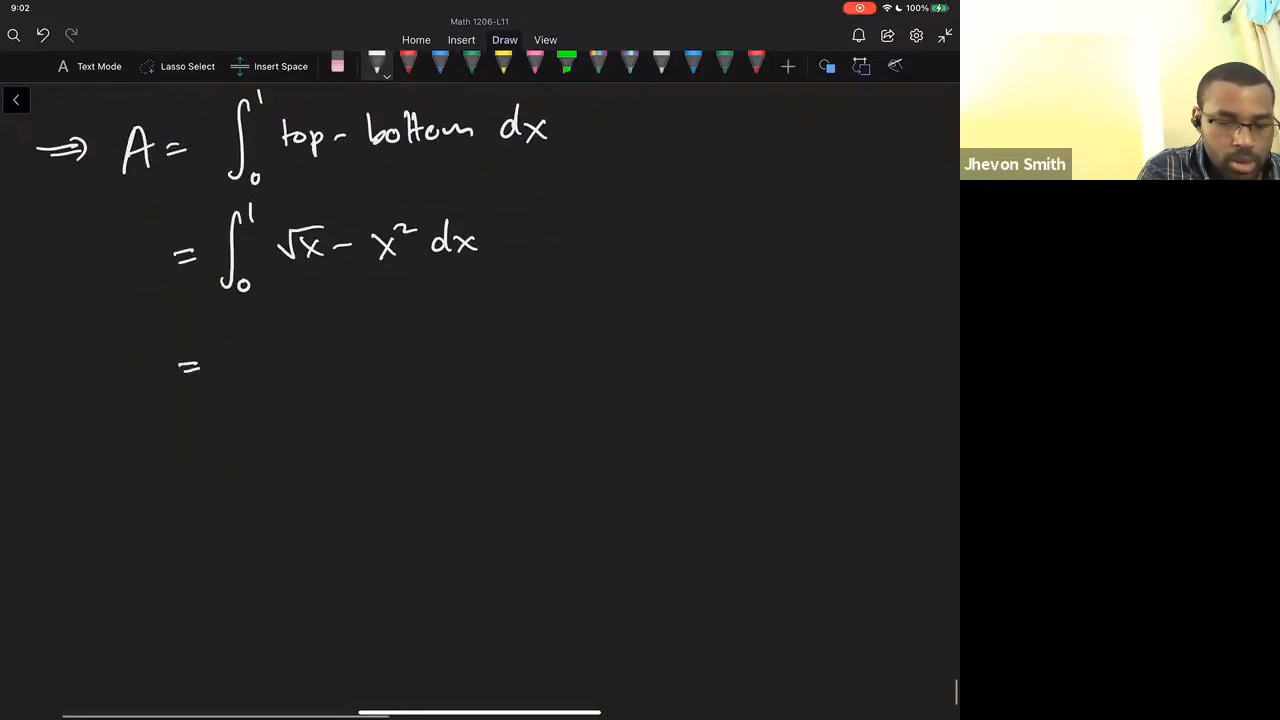 9:02
100%
Math 1206-L11
Home Insert Draw View
Text Mode Lasso Select Insert Space
⇒ A = ∫₀¹ top - bottom dx
= ∫₀¹ √x - x² dx
=
Jhevon Smith